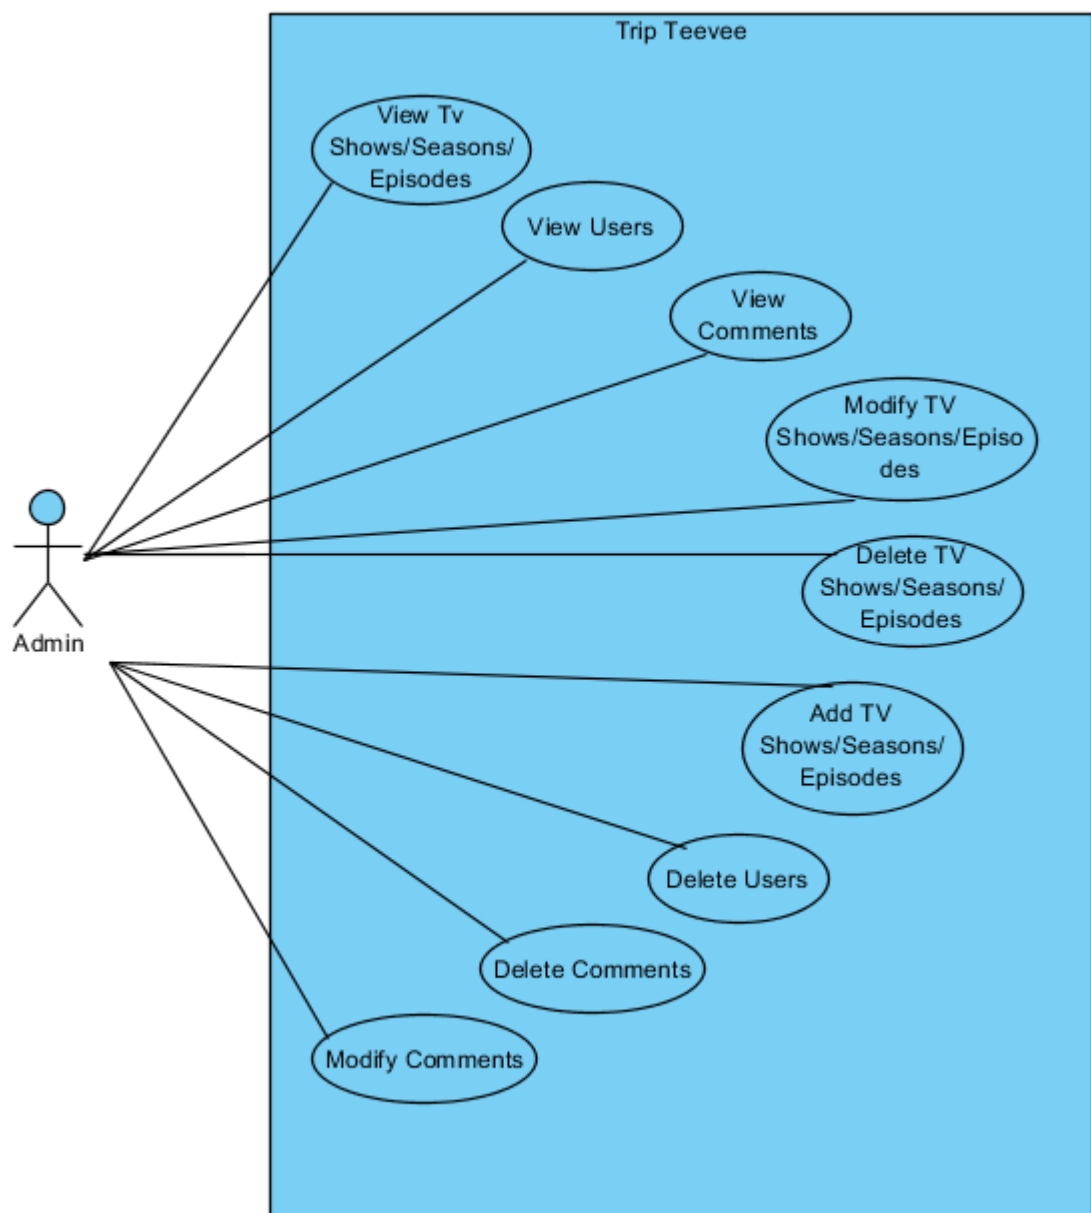 Trip Teevee
View Tv
Shows/Seasons/
Episodes
View Users
View
Comments
Modify TV
Shows/Seasons/Episo
des
Delete TV
Shows/Seasons/
Episodes
Admin
Add TV
Shows/Seasons/
Episodes
Delete Users
Delete Comments
Modify Comments